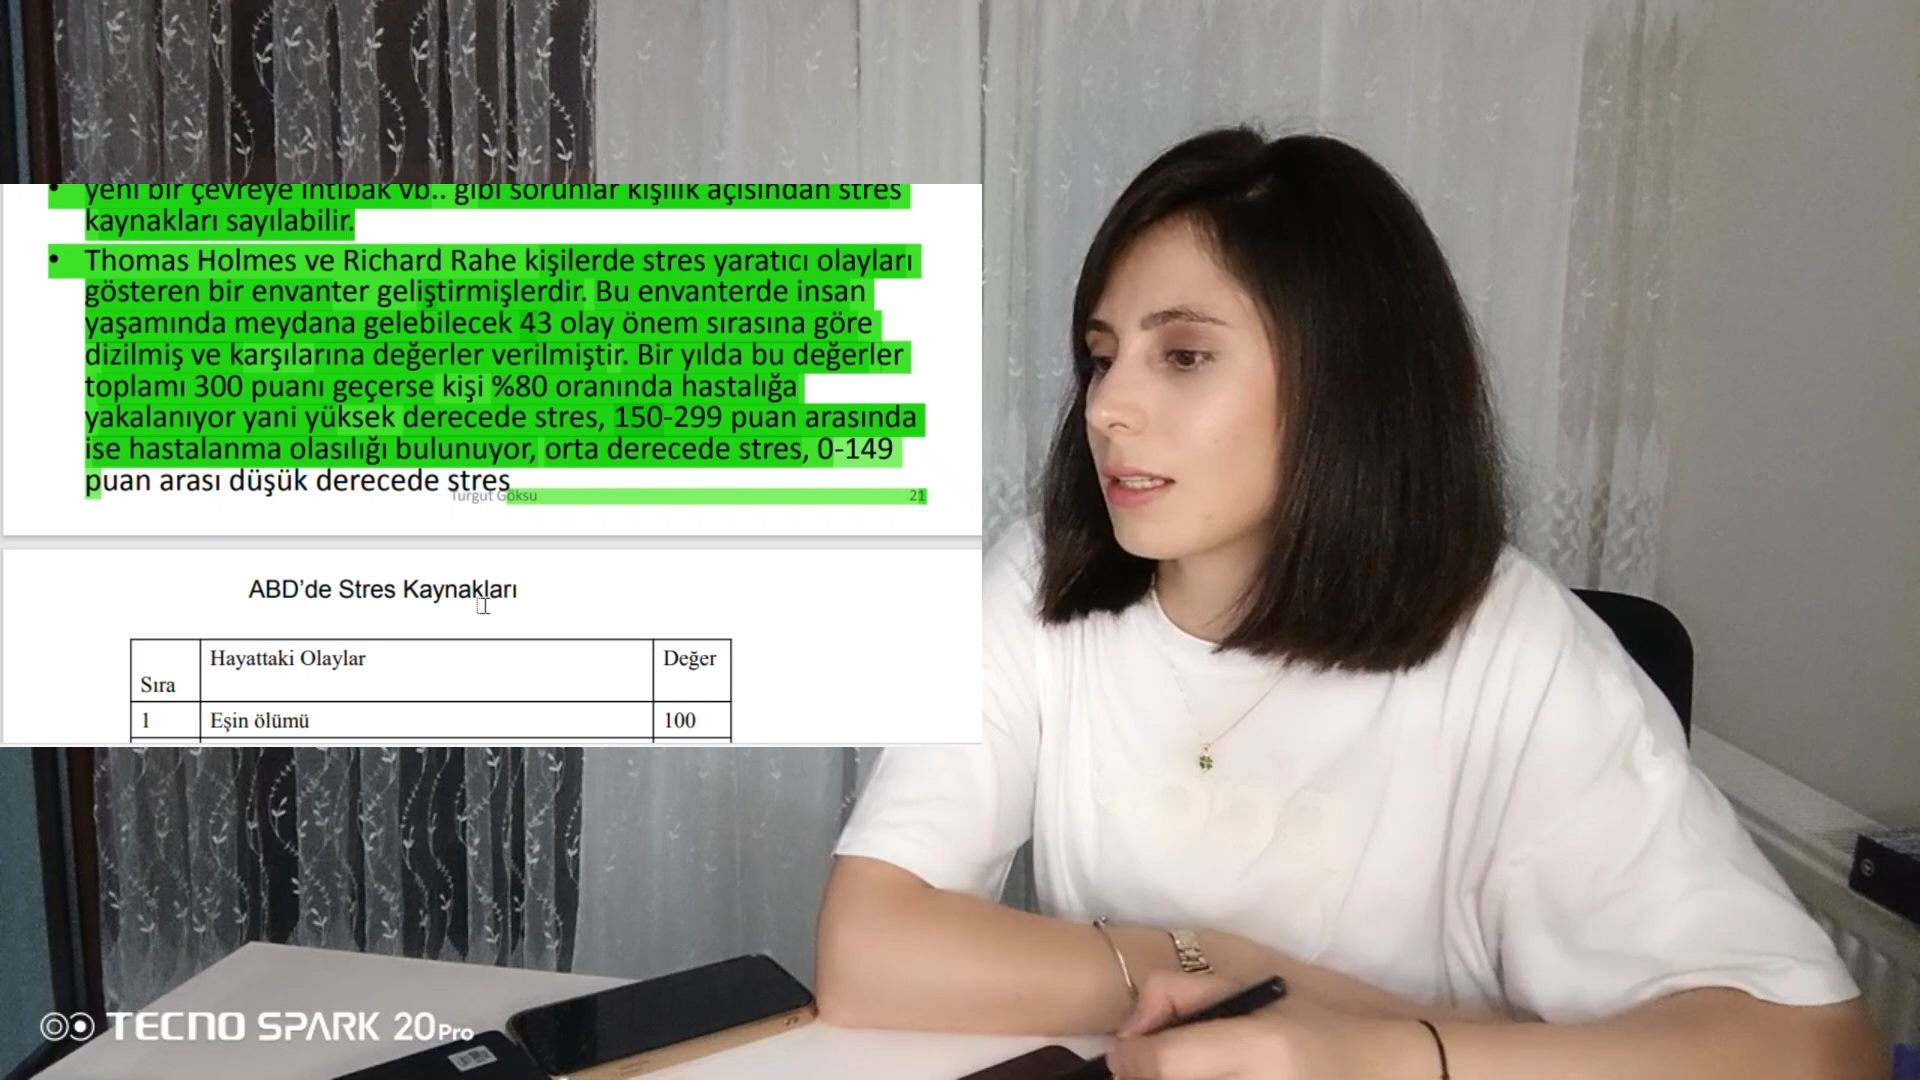 • yeni bir çevreye intibak vb.. gibi sorunlar kişilik açısından stres
kaynakları sayılabilir.
• Thomas Holmes ve Richard Rahe kişilerde stres yaratıcı olayları
gösteren bir envanter geliştirmişlerdir. Bu envanterde insan
yaşamında meydana gelebilecek 43 olay önem sırasına göre
dizilmiş ve karşılarına değerler verilmiştir. Bir yılda bu değerler
toplamı 300 puanı geçerse kişi %80 oranında hastalığa
yakalanıyor yani yüksek derecede stres, 150-299 puan arasında
ise hastalanma olasılığı bulunuyor, orta derecede stres, 0-149
puan arası düşük derecede stres
Turgut Göksu 21
ABD’de Stres Kaynakları
Sıra Hayattaki Olaylar Değer
1 Eşin ölümü 100
TECNO SPARK 20 Pro